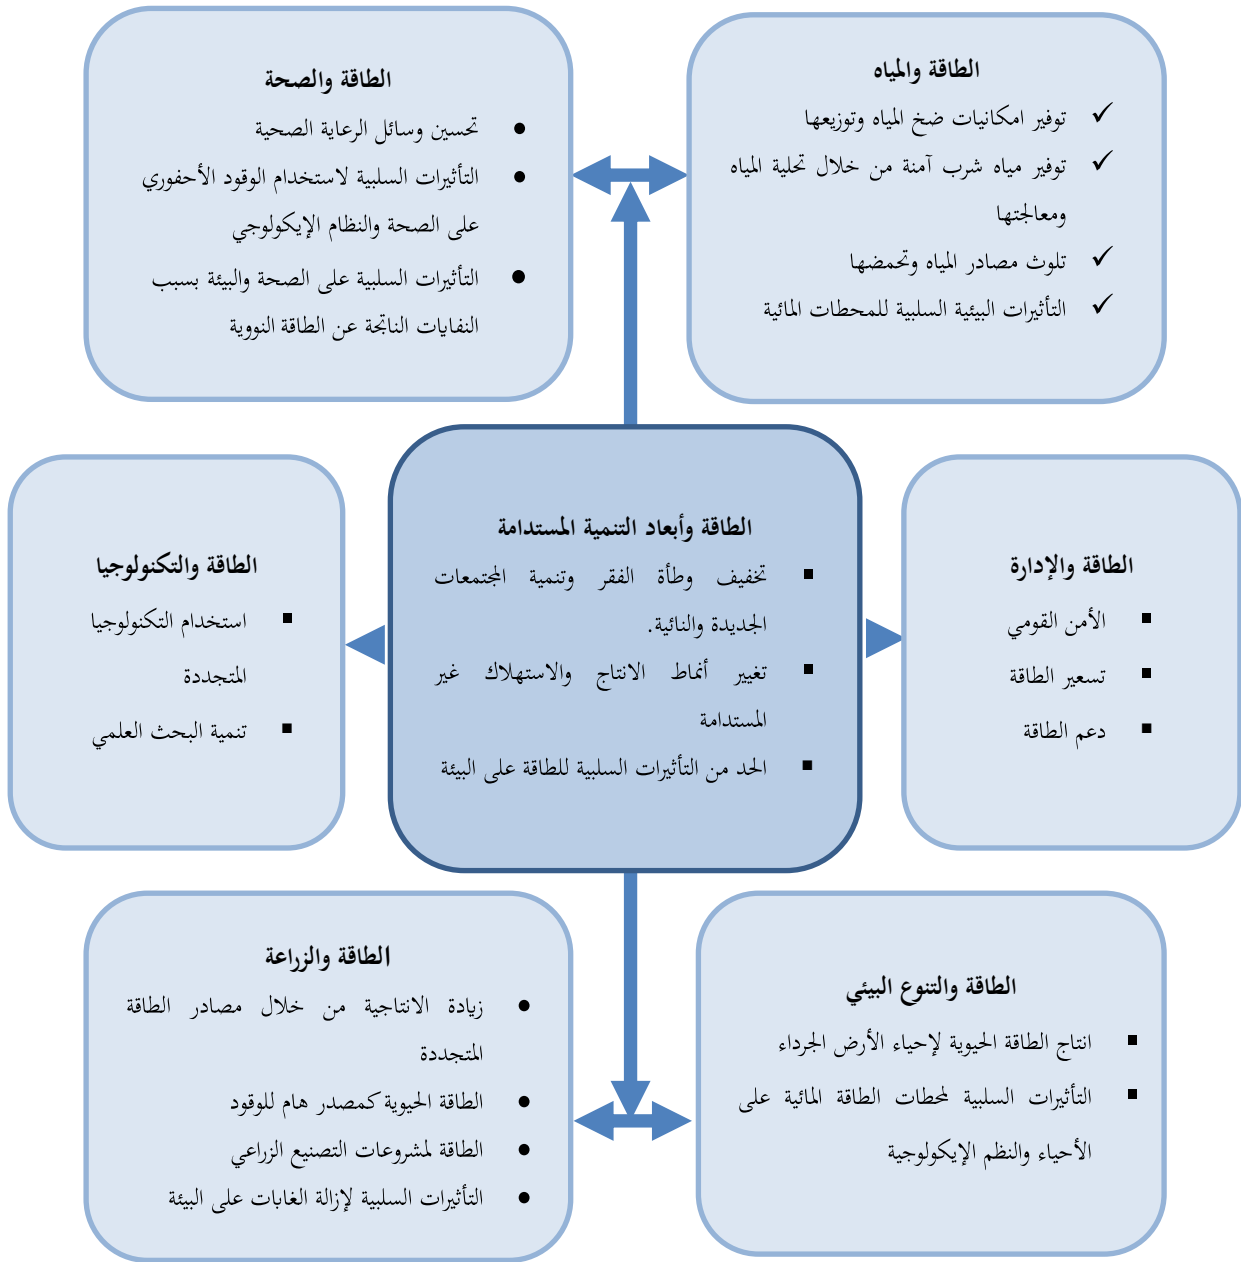 الطاقة والمياه
✓ توفير امكانيات ضخ المياه وتوزيعها
✓ توفير مياه شرب آمنة من خلال تحلية المياه
ومعالجتها
✓ تلوث مصادر المياه وتحمضها
✓ التأثيرات البيئية السلبية للمحطات المائية
الطاقة والصحة
● تحسين وسائل الرعاية الصحية
● التأثيرات السلبية لاستخدام الوقود الأحفوري
على الصحة والنظام الإيكولوجي
● التأثيرات السلبية على الصحة والبيئة بسبب
النفايات الناتجة عن الطاقة النووية
الطاقة والإدارة
▪ الأمن القومي
▪ تسعير الطاقة
▪ دعم الطاقة
الطاقة وأبعاد التنمية المستدامة
▪ تخفيف وطأة الفقر وتنمية المجتمعات
الجديدة والنائية.
▪ تغيير أنماط الانتاج والاستهلاك غير
المستدامة
▪ الحد من التأثيرات السلبية للطاقة على البيئة
الطاقة والتكنولوجيا
▪ استخدام التكنولوجيا
المتجددة
▪ تنمية البحث العلمي
الطاقة والتنوع البيئي
▪ انتاج الطاقة الحيوية لإحياء الأرض الجرداء
▪ التأثيرات السلبية لمحطات الطاقة المائية على
الأحياء والنظم الإيكولوجية
الطاقة والزراعة
● زيادة الانتاجية من خلال مصادر الطاقة
المتجددة
● الطاقة الحيوية كمصدر هام للوقود
● الطاقة لمشروعات التصنيع الزراعي
● التأثيرات السلبية لإزالة الغابات على البيئة